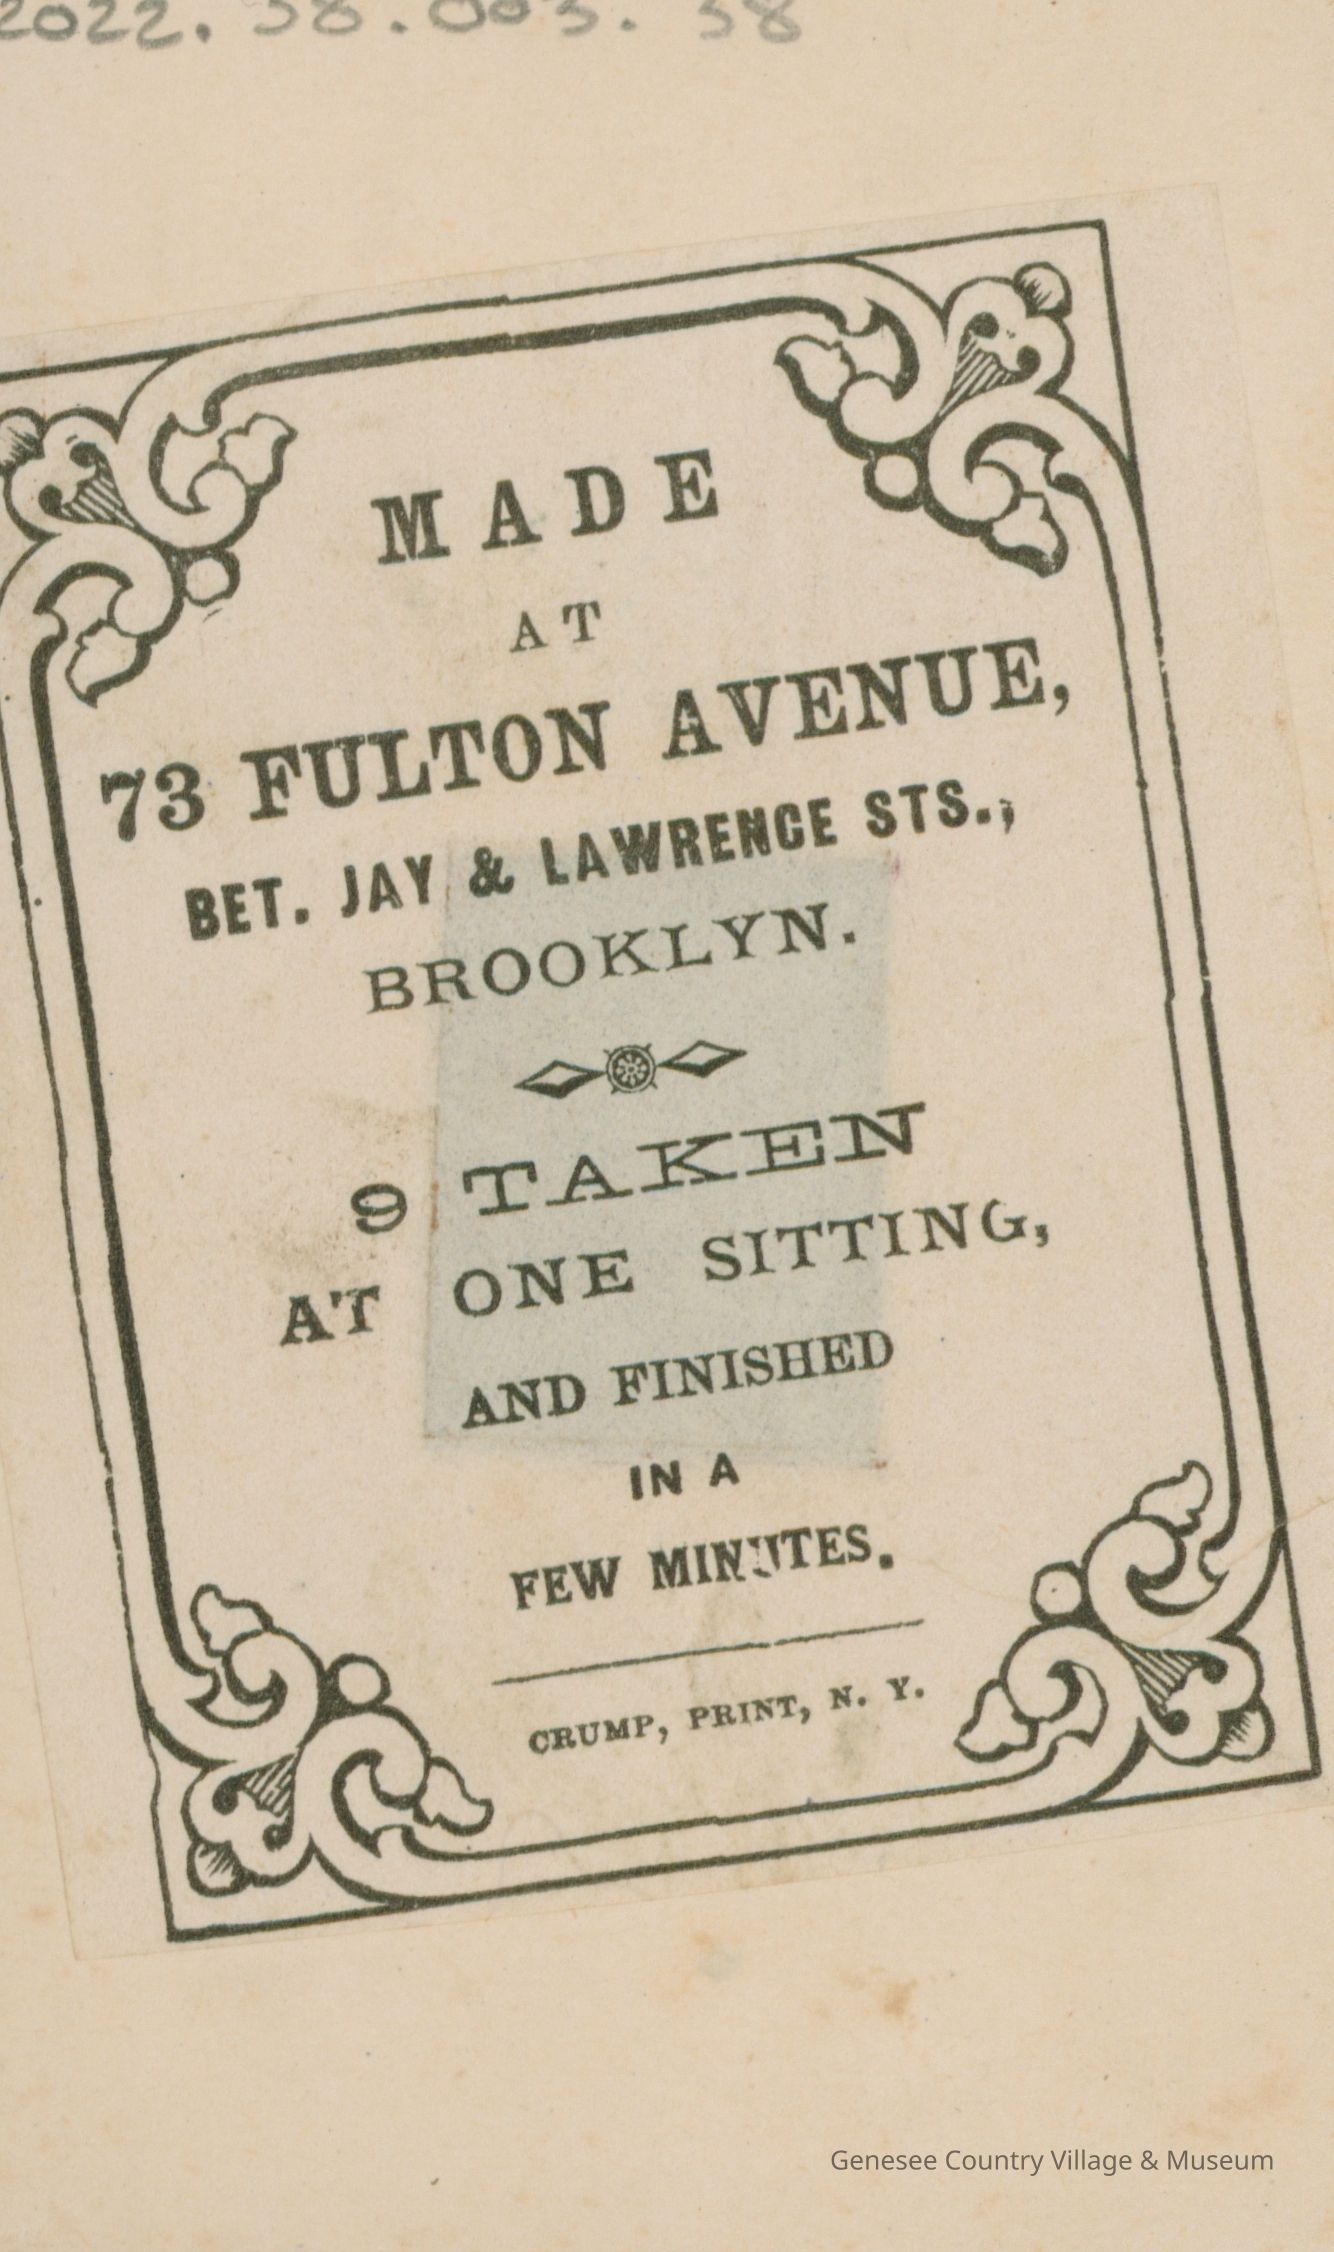 2022. 38. 003. 38
MADE
AT
73 FULTON AVENUE,
BET. JAY & LAWRENCE STS.,
BROOKLYN.
9 TAKEN
AT ONE SITTING,
AND FINISHED
IN A
FEW MINUTES.
CRUMP, PRINT, N. Y.
Genesee Country Village & Museum